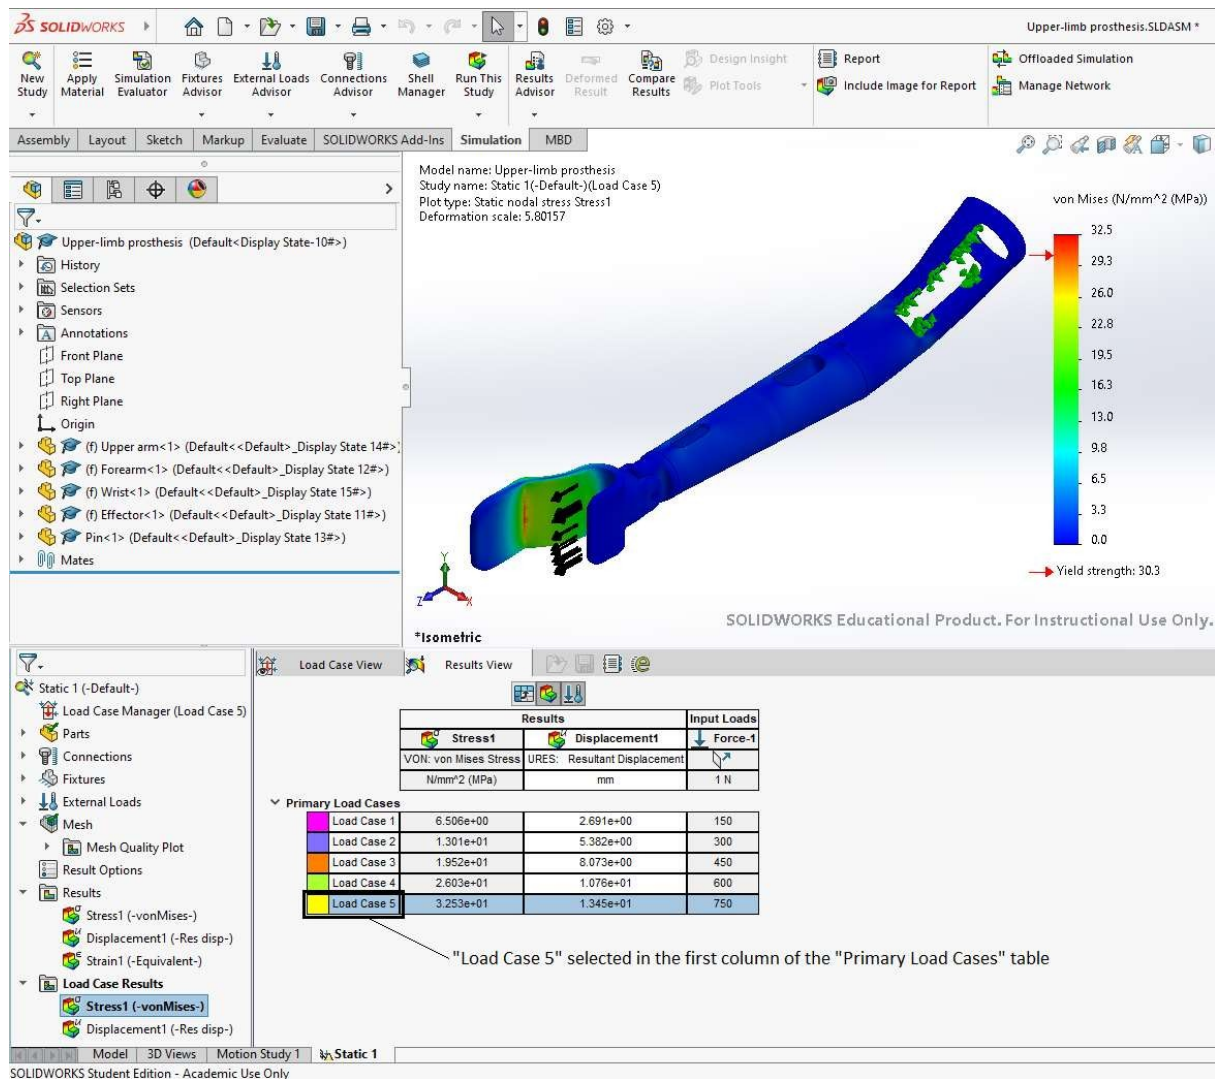 SOLIDWORKS
Upper-limb prosthesis.SLDASM *
New Study
Apply Material
Simulation Evaluator
Fixtures Advisor
External Loads Advisor
Connections Advisor
Shell Manager
Run This Study
Results Advisor
Deformed Result
Compare Results
Design Insight
Plot Tools
Report
Include Image for Report
Offloaded Simulation
Manage Network
Assembly Layout Sketch Markup Evaluate SOLIDWORKS Add-Ins Simulation MBD
Upper-limb prosthesis (Default<Display State-10#>)
History
Selection Sets
Sensors
Annotations
Front Plane
Top Plane
Right Plane
Origin
(f) Upper arm<1> (Default<<Default>_Display State 14#>)
(f) Forearm<1> (Default<<Default>_Display State 12#>)
(f) Wrist<1> (Default<<Default>_Display State 15#>)
(f) Effector<1> (Default<<Default>_Display State 11#>)
Pin<1> (Default<<Default>_Display State 13#>)
Mates
Model name: Upper-limb prosthesis
Study name: Static 1(-Default-)(Load Case 5)
Plot type: Static nodal stress Stress1
Deformation scale: 5.80157
von Mises (N/mm^2 (MPa))
32.5
29.3
26.0
22.8
19.5
16.3
13.0
9.8
6.5
3.3
0.0
Yield strength: 30.3
Y
Z
X
*Isometric
SOLIDWORKS Educational Product. For Instructional Use Only.
Static 1 (-Default-)
Load Case Manager (Load Case 5)
Parts
Connections
Fixtures
External Loads
Mesh
Mesh Quality Plot
Result Options
Results
Stress1 (-vonMises-)
Displacement1 (-Res disp-)
Strain1 (-Equivalent-)
Load Case Results
Stress1 (-vonMises-)
Displacement1 (-Res disp-)
Load Case View Results View
Results Input Loads
Stress1 Displacement1 Force-1
VON: von Mises Stress URES: Resultant Displacement
N/mm^2 (MPa) mm 1 N
Primary Load Cases
Load Case 1 6.506e+00 2.691e+00 150
Load Case 2 1.301e+01 5.382e+00 300
Load Case 3 1.952e+01 8.073e+00 450
Load Case 4 2.603e+01 1.076e+01 600
Load Case 5 3.253e+01 1.345e+01 750
"Load Case 5" selected in the first column of the "Primary Load Cases" table
Model 3D Views Motion Study 1 Static 1
SOLIDWORKS Student Edition - Academic Use Only